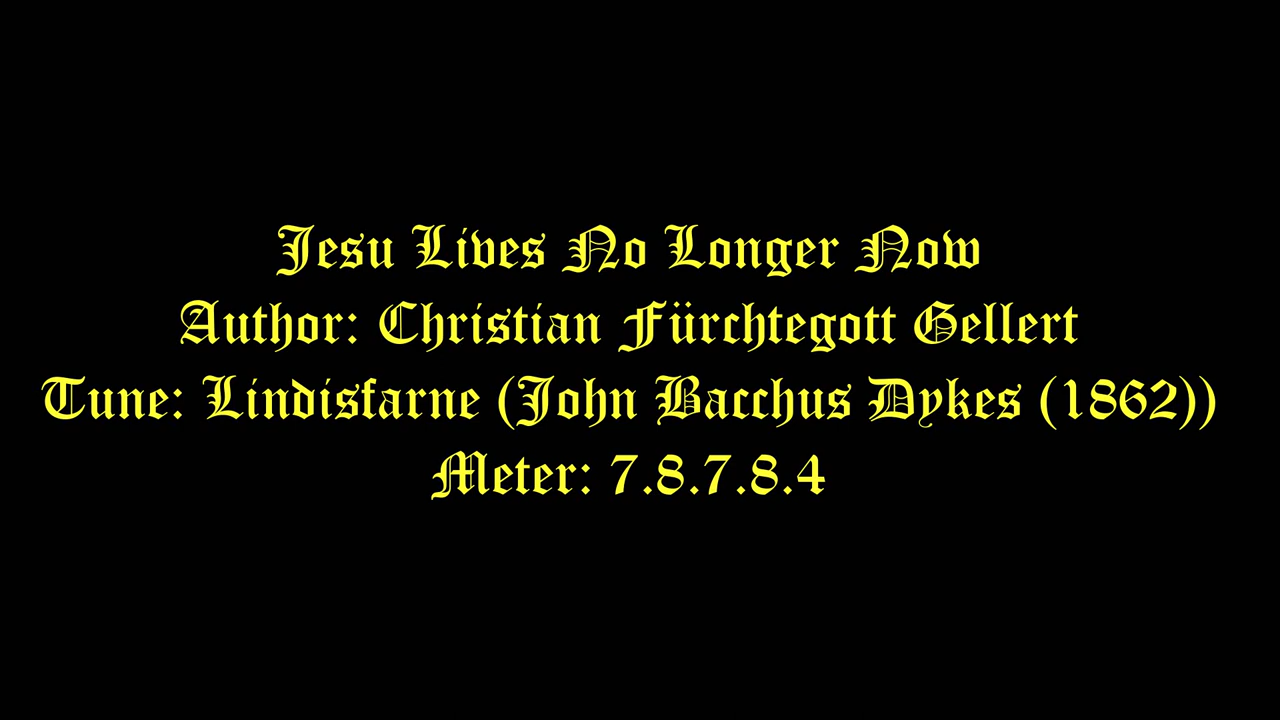 Jesu Lives No Longer Now
Author: Christian Fürchtegott Gellert
Tune: Lindisfarne (John Bacchus Dykes (1862))
Meter: 7.8.7.8.4